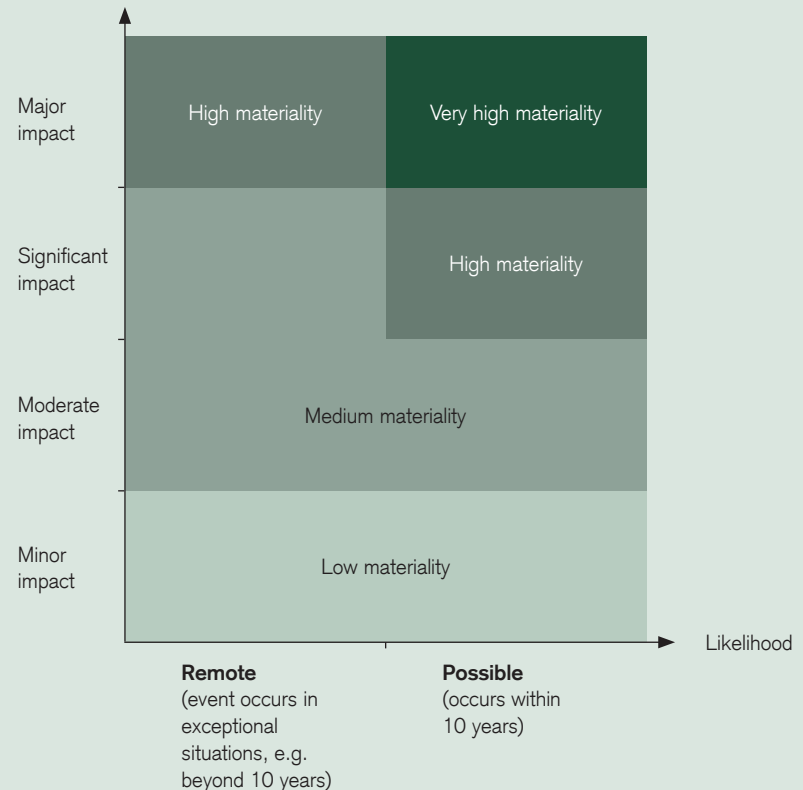 Major
impact
High materiality
Very high materiality
Significant
impact
High materiality
Moderate
impact
Medium materiality
Minor
impact
Low materiality
Likelihood
Remote
(event occurs in
exceptional
situations, e.g.
beyond 10 years)
Possible
(occurs within
10 years)